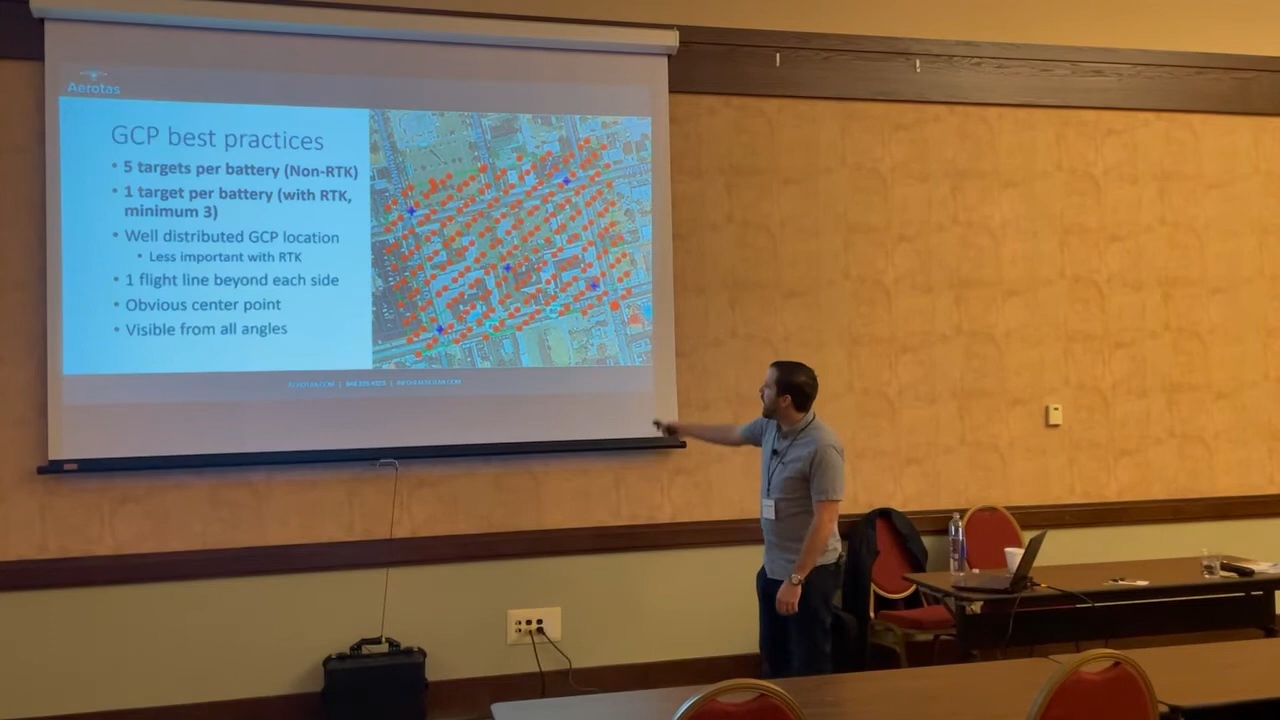 Aerotas
GCP best practices
• 5 targets per battery (Non-RTK)
• 1 target per battery (with RTK,
minimum 3)
• Well distributed GCP location
• Less important with RTK
• 1 flight line beyond each side
• Obvious center point
• Visible from all angles